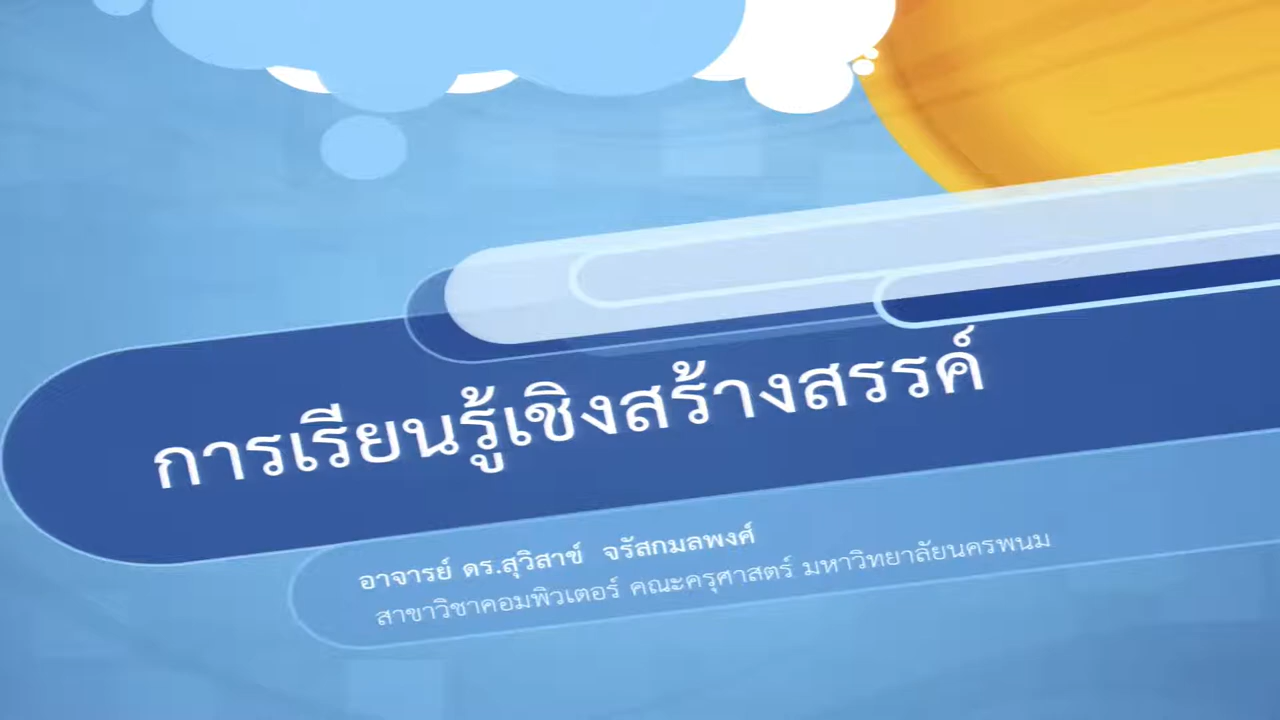 การเรียนรู้เชิงสร้างสรรค์
อาจารย์ ดร.สุวิสาข์ จรัสกมลพงศ์
สาขาวิชาคอมพิวเตอร์ คณะครุศาสตร์ มหาวิทยาลัยนครพนม